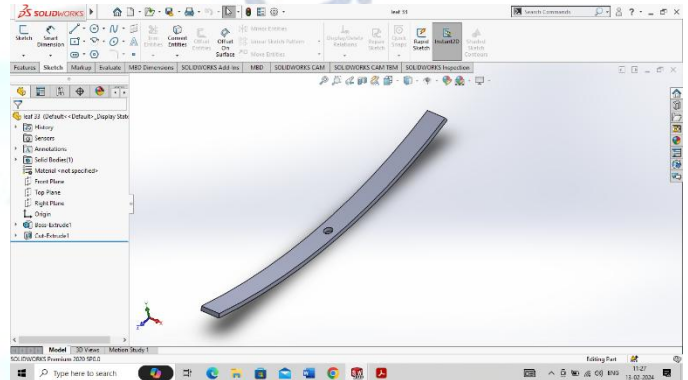 SOLIDWORKS
leaf 33
Search Commands
Sketch
Smart Dimension
Trim Entities
Convert Entities
Offset Entities
Offset On Surface
Mirror Entities
Linear Sketch Pattern
Move Entities
Display/Delete Relations
Repair Sketch
Quick Snaps
Rapid Sketch
Instant2D
Shaded Sketch Contours
Features Sketch Markup Evaluate MBD Dimensions SOLIDWORKS Add-Ins MBD SOLIDWORKS CAM SOLIDWORKS CAM TBM SOLIDWORKS Inspection
leaf 33 (Default<<Default>_Display Stat
History
Sensors
Annotations
Solid Bodies(1)
Material <not specified>
Front Plane
Top Plane
Right Plane
Origin
Boss-Extrude1
Cut-Extrude1
Model 3D Views Motion Study 1
SOLIDWORKS Premium 2020 SP0.0
Editing Part
Type here to search
ENG
11:27
13-02-2024